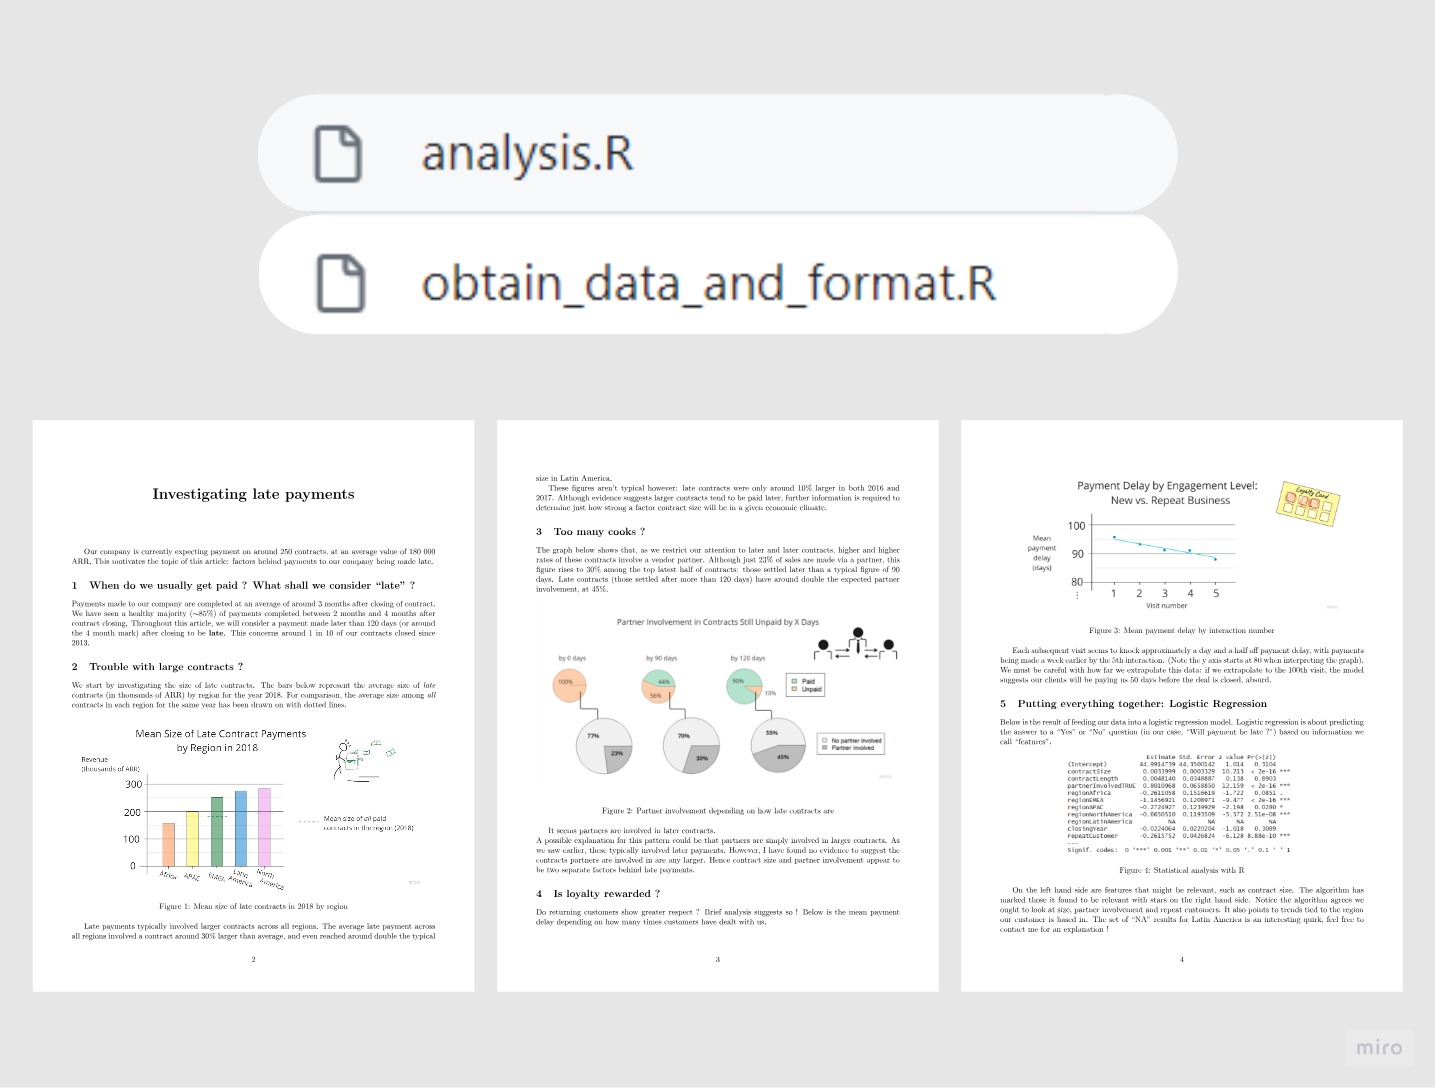 analysis.R
obtain_data_and_format.R
Investigating late payments
Our company is currently expecting payment on around 250 contracts, at an average value of 180 000
ARR. This motivates the topic of this article: factors behind payments to our company being made late.
1 When do we usually get paid ? What shall we consider “late” ?
Payments made to our company are completed at an average of around 3 months after closing of contract.
We have seen a healthy majority (~85%) of payments completed between 2 months and 4 months after
contract closing. Throughout this article, we will consider a payment made later than 120 days (or around
the 4 month mark) after closing to be late. This concerns around 1 in 10 of our contracts closed since
2013.
2 Trouble with large contracts ?
We start by investigating the size of late contracts. The bars below represent the average size of late
contracts (in thousands of ARR) by region for the year 2018. For comparison, the average size among all
contracts in each region for the same year has been drawn on with dotted lines.
Mean Size of Late Contract Payments
by Region in 2018
Revenue
(thousands of ARR)
300
200
100
0
Africa APAC EMEA Latin America North America
Mean size of all paid
contracts in the region (2018)
Figure 1: Mean size of late contracts in 2018 by region
Late payments typically involved larger contracts across all regions. The average late payment across
all regions involved a contract around 30% larger than average, and even reached around double the typical
2
size in Latin America.
These figures aren't typical however: late contracts were only around 10% larger in both 2016 and
2017. Although evidence suggests larger contracts tend to be paid later, further information is required to
determine just how strong a factor contract size will be in a given economic climate.
3 Too many cooks ?
The graph below shows that, as we restrict our attention to later and later contracts, higher and higher
rates of these contracts involve a vendor partner. Although just 23% of sales are made via a partner, this
figure rises to 30% among the top latest half of contracts: those settled later than a typical figure of 90
days. Late contracts (those settled after more than 120 days) have around double the expected partner
involvement, at 45%.
Partner Involvement in Contracts Still Unpaid by X Days
by 0 days by 90 days by 120 days
100% 44% 56% 90% 10%
Paid
Unpaid
77% 23% 70% 30% 55% 45%
No partner involved
Partner involved
Figure 2: Partner involvement depending on how late contracts are
It seems partners are involved in later contracts.
A possible explanation for this pattern could be that partners are simply involved in larger contracts. As
we saw earlier, these typically involved later payments. However, I have found no evidence to suggest the
contracts partners are involved in are any larger. Hence contract size and partner involvement appear to
be two separate factors behind late payments.
4 Is loyalty rewarded ?
Do returning customers show greater respect ? Brief analysis suggests so ! Below is the mean payment
delay depending on how many times customers have dealt with us.
3
Payment Delay by Engagement Level:
New vs. Repeat Business
Loyalty Card
Mean
payment
delay
(days)
100
90
80
1 2 3 4 5
Visit number
Figure 3: Mean payment delay by interaction number
Each subsequent visit seems to knock approximately a day and a half off payment delay, with payments
being made a week earlier by the 5th interaction. (Note the y axis starts at 80 when interpreting the graph).
We must be careful with how far we extrapolate this data: if we extrapolate to the 100th visit, the model
suggests our clients will be paying us 50 days before the deal is closed, absurd.
5 Putting everything together: Logistic Regression
Below is the result of feeding our data into a logistic regression model. Logistic regression is about predicting
the answer to a “Yes” or “No” question (in our case, “Will payment be late ?”) based on information we
call “features”.
Estimate Std. Error z value Pr(>|z|)
(Intercept) 44.9914739 44.3500142 1.014 0.3104
contractSize 0.0033999 0.0003329 10.213 < 2e-16 ***
contractLength 0.0048140 0.0348887 0.138 0.8903
partnerInvolvedTRUE 0.8010968 0.0658850 12.159 < 2e-16 ***
regionAfrica -0.2611058 0.1516619 -1.722 0.0851 .
regionEMEA -1.1456921 0.1208971 -9.477 < 2e-16 ***
regionAPAC -0.2724927 0.1239929 -2.198 0.0280 *
regionNorthAmerica -0.6650510 0.1193509 -5.572 2.51e-08 ***
regionLatinAmerica NA NA NA NA
closingYear -0.0224064 0.0220204 -1.018 0.3089
repeatCustomer -0.2615752 0.0426824 -6.128 8.88e-10 ***
---
Signif. codes: 0 ‘***’ 0.001 ‘**’ 0.01 ‘*’ 0.05 ‘.’ 0.1 ‘ ’ 1
Figure 4: Statistical analysis with R
On the left hand side are features that might be relevant, such as contract size. The algorithm has
marked those it found to be relevant with stars on the right hand side. Notice the algorithm agrees we
ought to look at size, partner involvement and repeat customers. It also points to trends tied to the region
our customer is based in. The set of “NA” results for Latin America is an interesting quirk, feel free to
contact me for an explanation !
4
miro